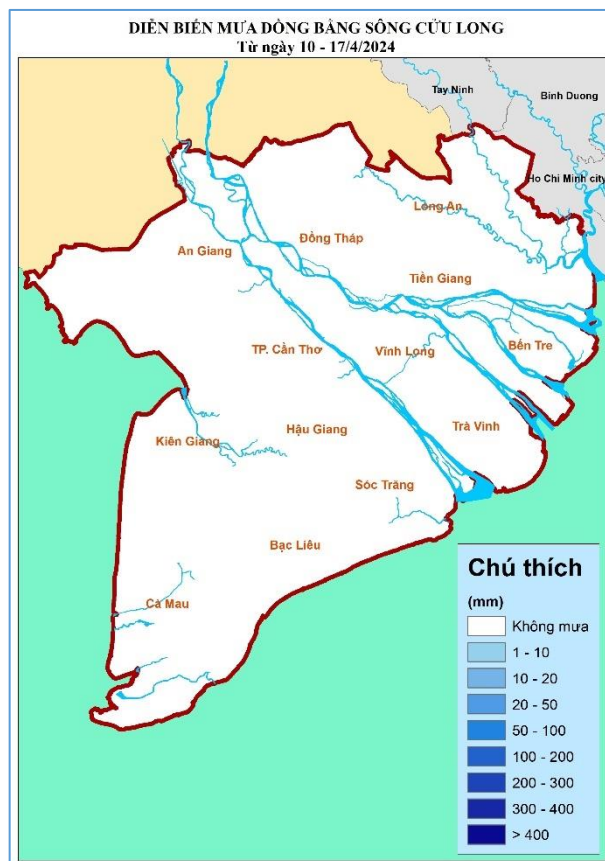 DIỄN BIẾN MƯA ĐỒNG BẰNG SÔNG CỬU LONG
Từ ngày 10 - 17/4/2024
Tay Ninh
Binh Duong
Ho Chi Minh city
Long An
Đồng Tháp
An Giang
Tiền Giang
Bến Tre
TP. Cần Thơ
Vĩnh Long
Trà Vinh
Hậu Giang
Kiên Giang
Sóc Trăng
Bạc Liêu
Cà Mau
Chú thích
(mm)
Không mưa
1 - 10
10 - 20
20 - 50
50 - 100
100 - 200
200 - 300
300 - 400
> 400